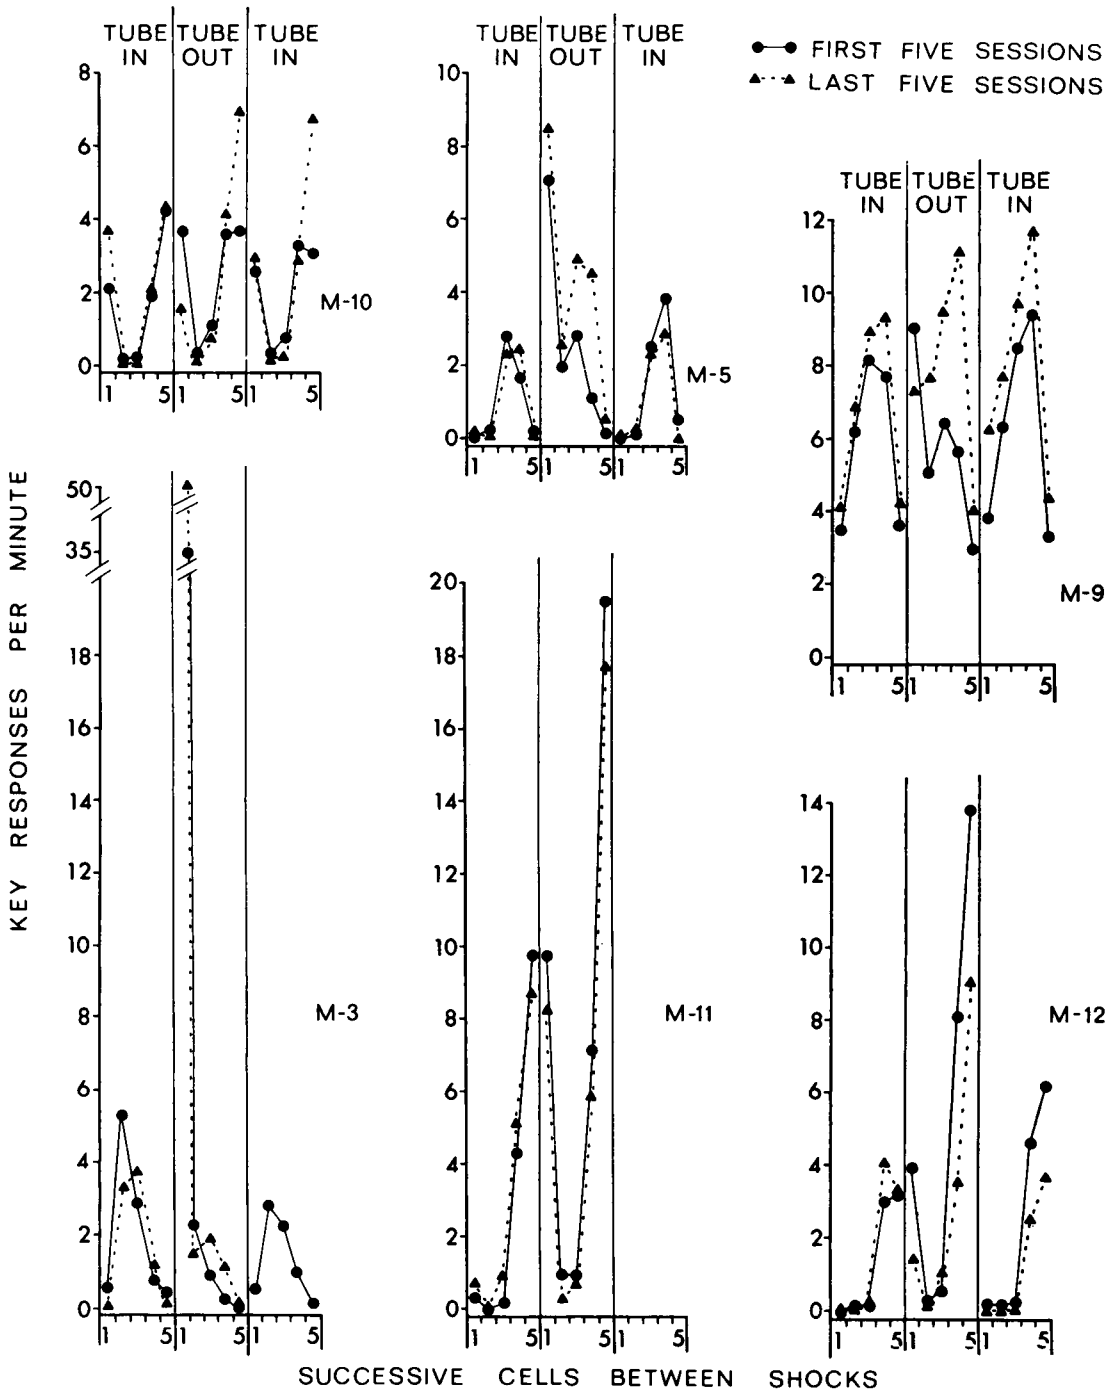 TUBE IN TUBE OUT TUBE IN
8
6
4
2
0
1 5 1 5 1 5
M-10
TUBE IN TUBE OUT TUBE IN
10
8
6
4
2
0
1 5 1 5 1 5
M-5
FIRST FIVE SESSIONS
LAST FIVE SESSIONS
TUBE IN TUBE OUT TUBE IN
12
10
8
6
4
2
0
1 5 1 5 1 5
M-9
KEY RESPONSES PER MINUTE
50
35
18
16
14
12
10
8
6
4
2
0
1 5 1 5 1 5
M-3
20
18
16
14
12
10
8
6
4
2
0
1 5 1 5 1 5
M-11
14
12
10
8
6
4
2
0
1 5 1 5 1 5
M-12
SUCCESSIVE CELLS BETWEEN SHOCKS